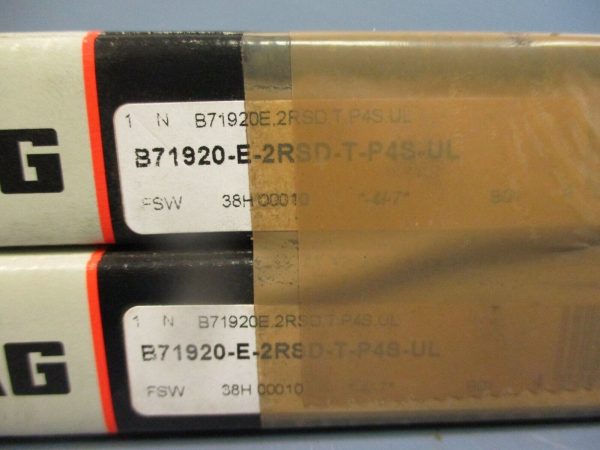 AG
1 N B71920E.2RSD.T.P4S.UL
B71920-E-2RSD-T-P4S-UL
FSW 38H 00010
AG
1 N B71920E.2RSD.T.P4S.UL
B71920-E-2RSD-T-P4S-UL
FSW 38H 00010